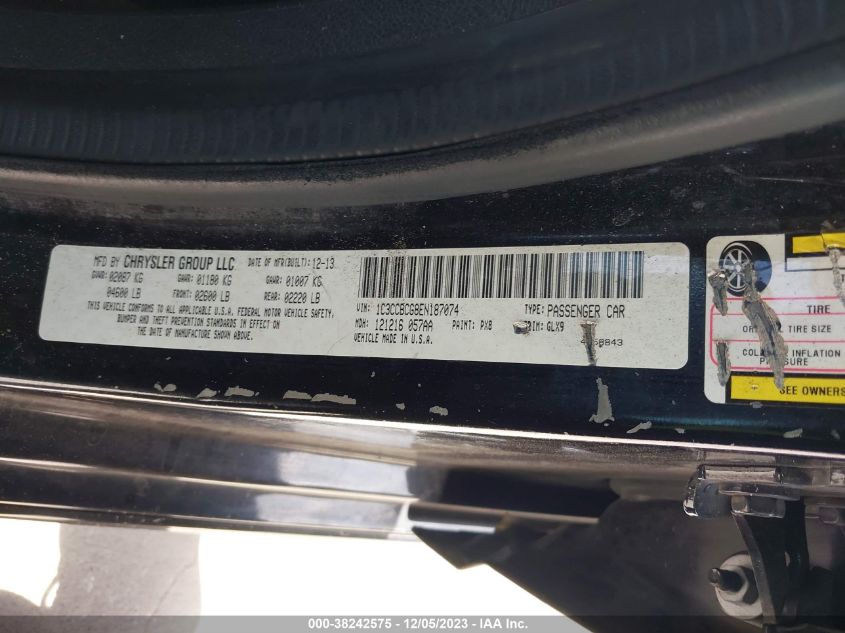 MFD BY CHRYSLER GROUP LLC
DATE OF MFR(BUILT): 12-13
GVWR: 02087 KG
GAWR: 01180 KG
GAWR: 01007 KG
04600 LB
FRONT: 02600 LB
REAR: 02220 LB
THIS VEHICLE CONFORMS TO ALL APPLICABLE U.S.A. FEDERAL MOTOR VEHICLE SAFETY,
BUMPER AND THEFT PREVENTION STANDARDS IN EFFECT ON
THE DATE OF MANUFACTURE SHOWN ABOVE.
VIN: 1C3CCBCG8EN187074
TYPE: PASSENGER CAR
MDH: 121216 057AA
PAINT: PX8
TRIM: GLX9
VEHICLE MADE IN U.S.A.
TIRE
TIRE SIZE
COLD INFLATION
PRESSURE
SEE OWNERS
000-38242575 - 12/05/2023 - © IAA, Inc.